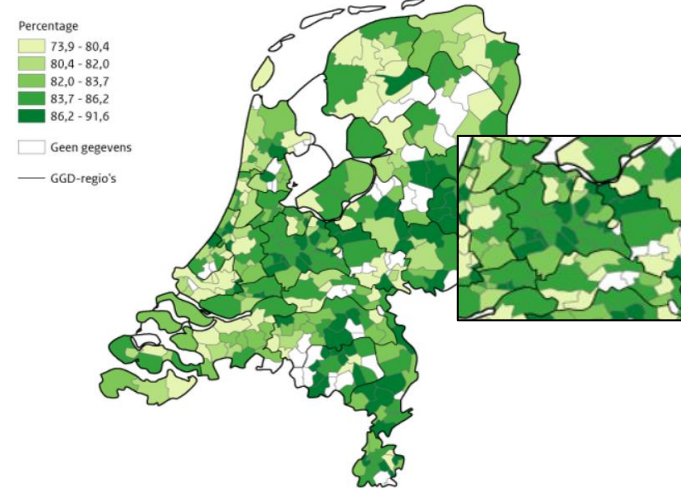 Percentage
73,9 - 80,4
80,4 - 82,0
82,0 - 83,7
83,7 - 86,2
86,2 - 91,6
Geen gegevens
GGD-regio's